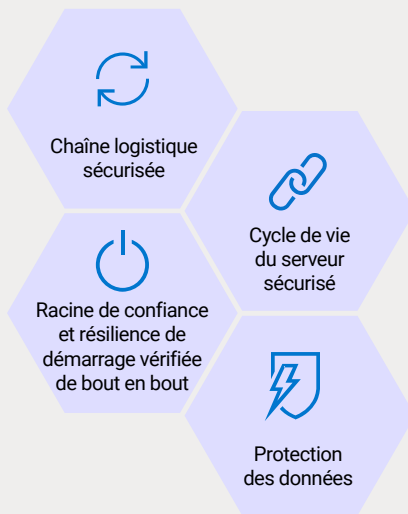 Chaîne logistique
sécurisée
Cycle de vie
du serveur
sécurisé
Racine de confiance
et résilience de
démarrage vérifiée
de bout en bout
Protection
des données